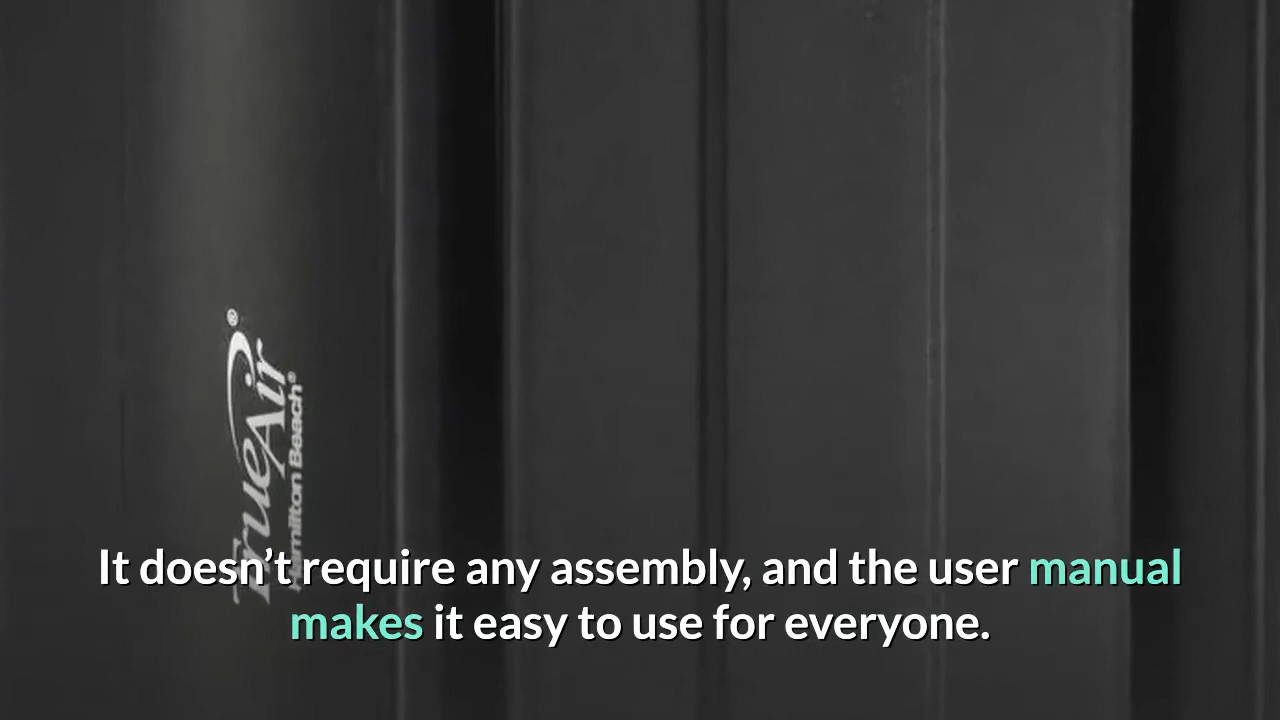 TrueAir®
Hamilton Beach®
It doesn’t require any assembly, and the user manual
makes it easy to use for everyone.